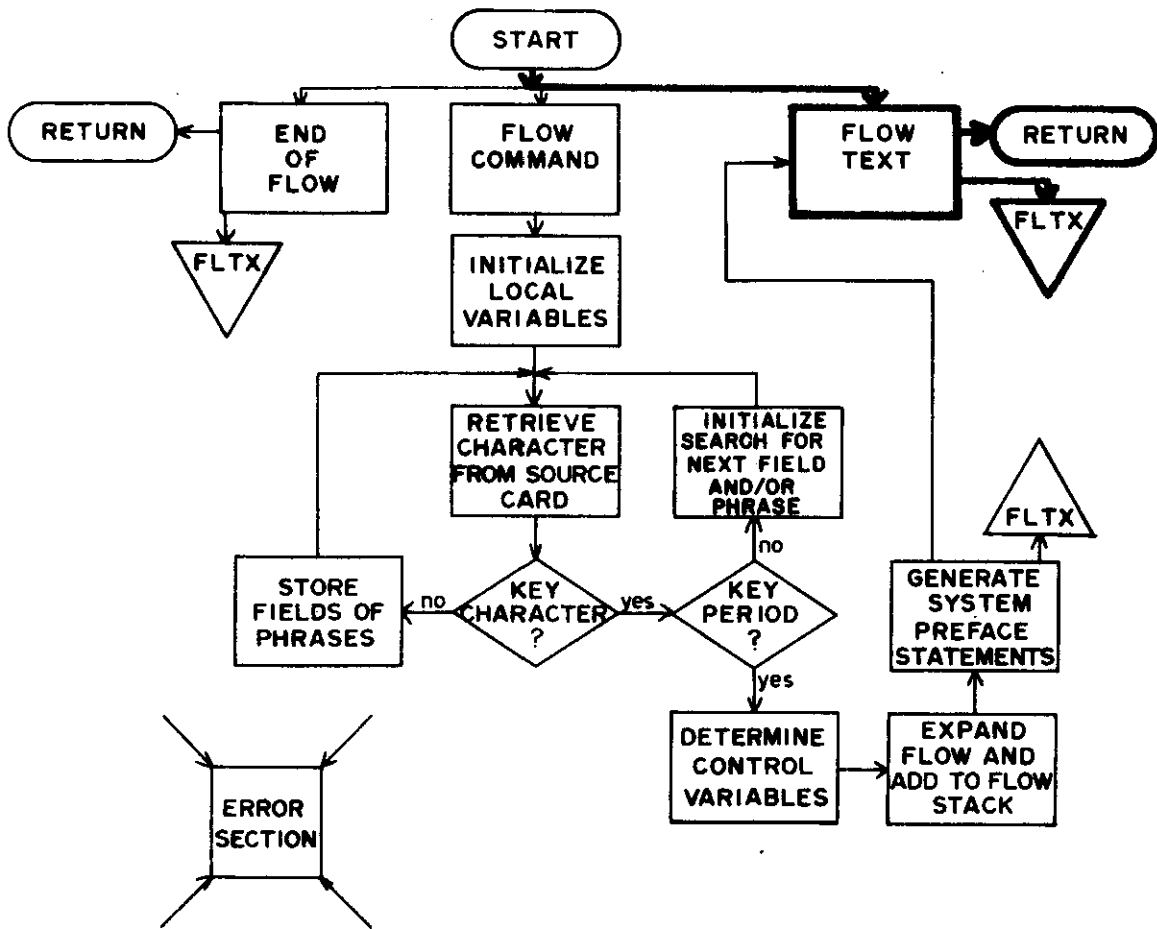 START
RETURN
END
OF
FLOW
FLOW
COMMAND
FLOW
TEXT
RETURN
FLTX
FLTX
INITIALIZE
LOCAL
VARIABLES
RETRIEVE
CHARACTER
FROM SOURCE
CARD
INITIALIZE
SEARCH FOR
NEXT FIELD
AND/OR
PHRASE
FLTX
no
STORE
FIELDS OF
PHRASES
no
KEY
CHARACTER
?
yes
KEY
PERIOD
?
GENERATE
SYSTEM
PREFACE
STATEMENTS
yes
DETERMINE
CONTROL
VARIABLES
EXPAND
FLOW AND
ADD TO FLOW
STACK
ERROR
SECTION